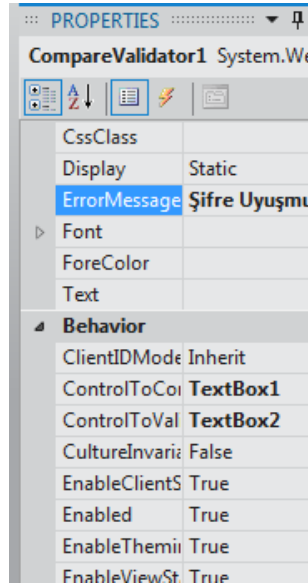 PROPERTIES
CompareValidator1 System.We
CssClass
Display Static
ErrorMessage Şifre Uyuşmu
Font
ForeColor
Text
Behavior
ClientIDMode Inherit
ControlToCo TextBox1
ControlToVal TextBox2
CultureInvaria False
EnableClientS True
Enabled True
EnableThemi True
EnableViewSt True